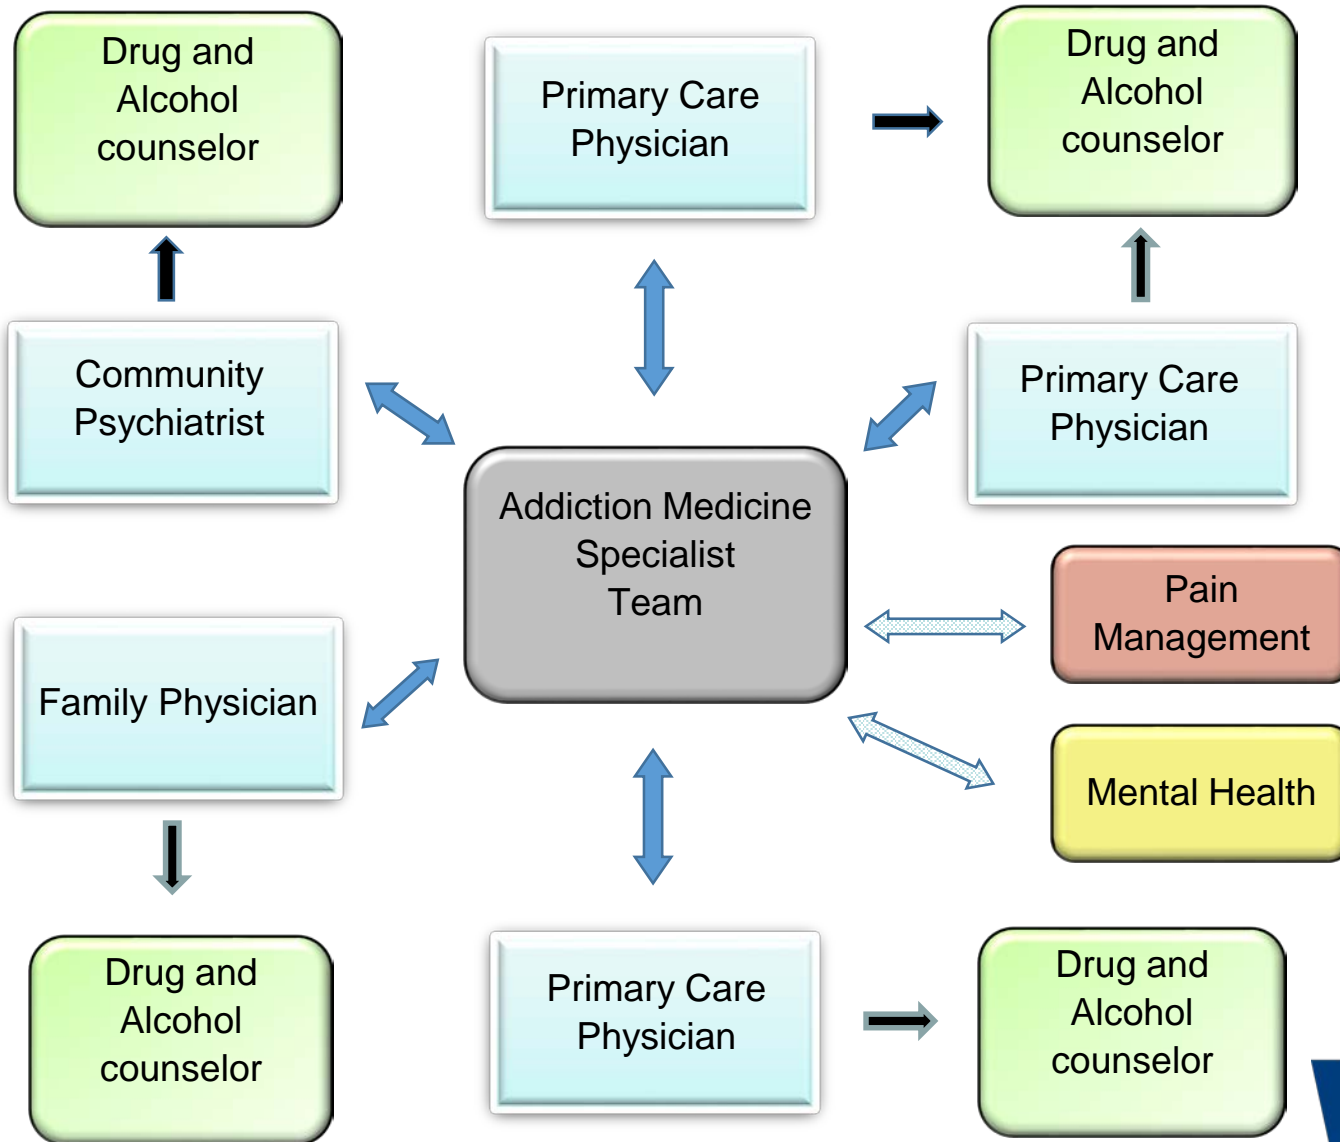 Drug and
Alcohol
counselor
Primary Care
Physician
Drug and
Alcohol
counselor
Community
Psychiatrist
Primary Care
Physician
Addiction Medicine
Specialist
Team
Pain
Management
Family Physician
Mental Health
Drug and
Alcohol
counselor
Primary Care
Physician
Drug and
Alcohol
counselor